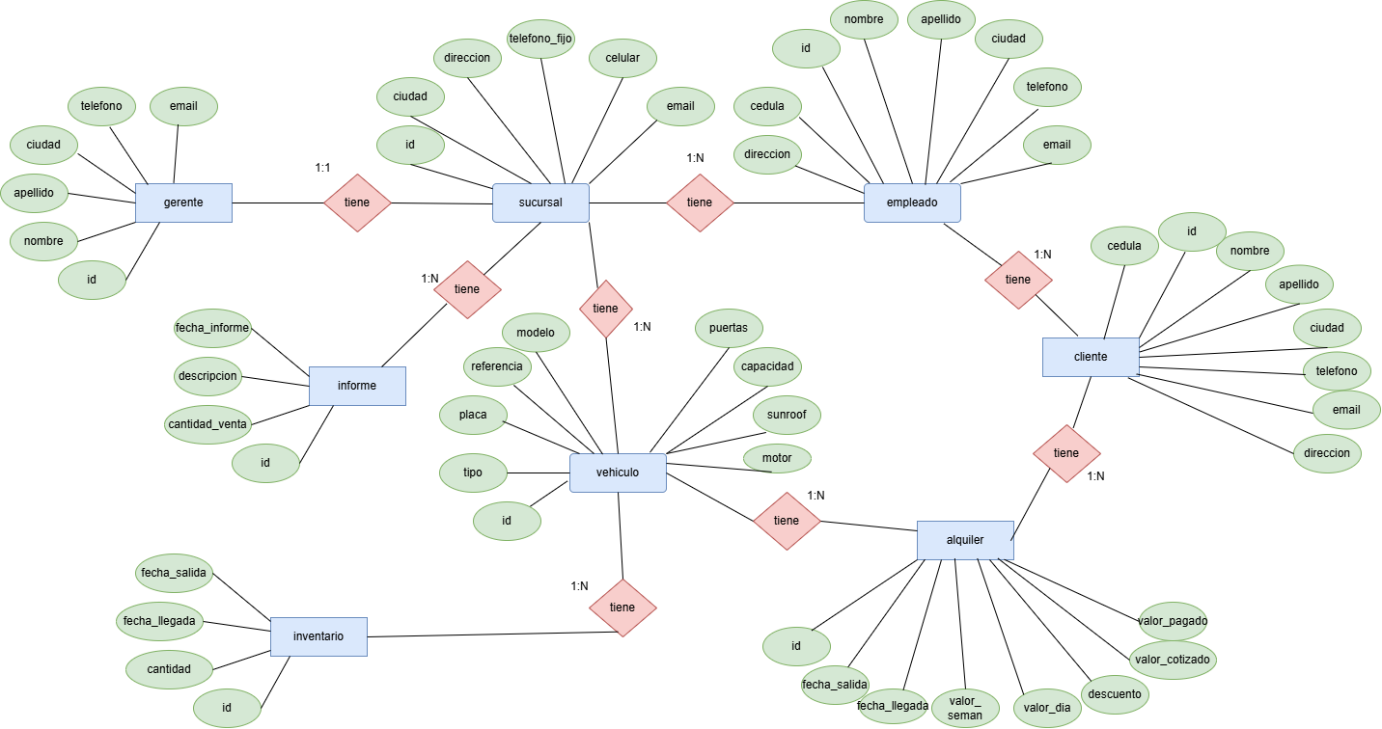 nombre
apellido
id
ciudad
telefono_fijo
direccion
celular
telefono
email
ciudad
email
cedula
telefono
email
ciudad
id
direccion
1:1
1:N
apellido
gerente
tiene
sucursal
tiene
empleado
nombre
id
cedula
id
nombre
1:N
tiene
1:N
tiene
apellido
tiene
1:N
fecha_informe
modelo
puertas
ciudad
descripcion
informe
referencia
capacidad
cliente
telefono
cantidad_venta
placa
sunroof
email
id
tipo
vehiculo
motor
tiene
direccion
1:N
id
1:N
tiene
alquiler
fecha_salida
1:N
tiene
fecha_llegada
inventario
cantidad
id
id
fecha_salida
fecha_llegada
valor_
seman
valor_dia
descuento
valor_cotizado
valor_pagado